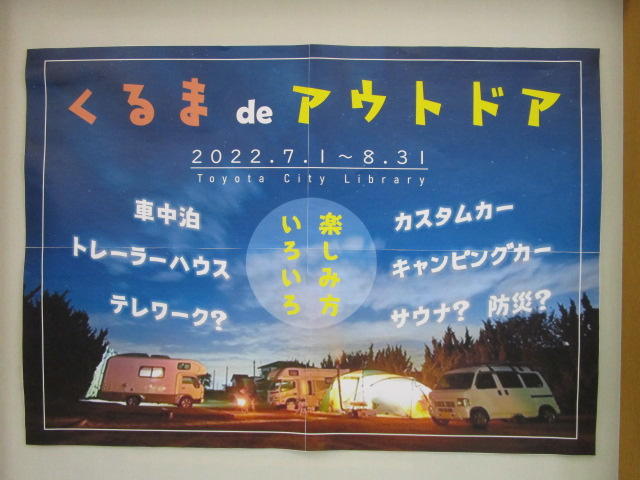 くるま de アウトドア
2022.7.1～8.31
Toyota City Library
車中泊
トレーラーハウス
テレワーク?
楽しみ方
いろいろ
カスタムカー
キャンピングカー
サウナ? 防災?